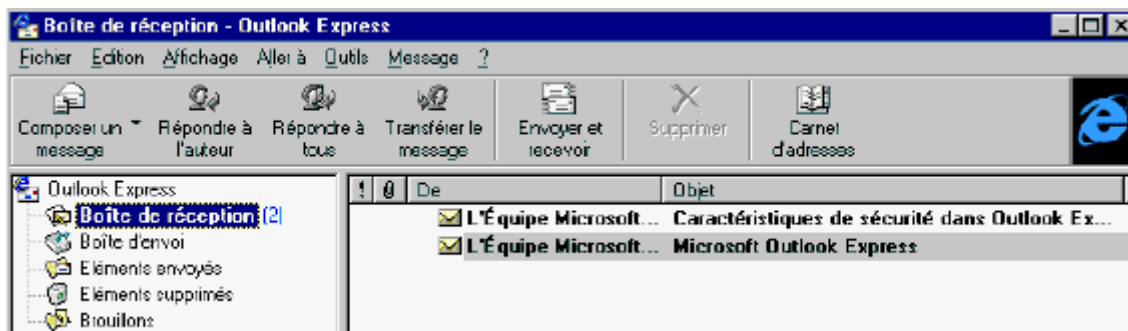 Boîte de réception - Outlook Express
Fichier Edition Affichage Aller à Outils Message ?
Composer un message
Répondre à l'auteur
Répondre à tous
Transférer le message
Envoyer et recevoir
Supprimer
Carnet d'adresses
Outlook Express
Boîte de réception (2)
Boîte d'envoi
Eléments envoyés
Eléments supprimés
Brouillons
! De Objet
L'Équipe Microsoft... Caractéristiques de sécurité dans Outlook Ex...
L'Équipe Microsoft... Microsoft Outlook Express